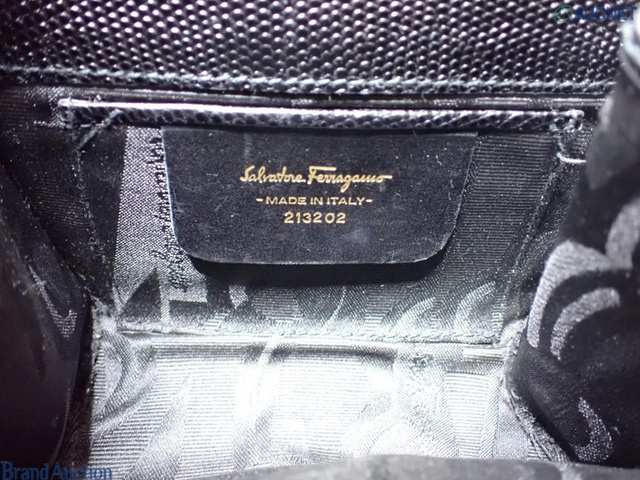 Salvatore Ferragamo
- MADE IN ITALY -
213202
Brand Auction